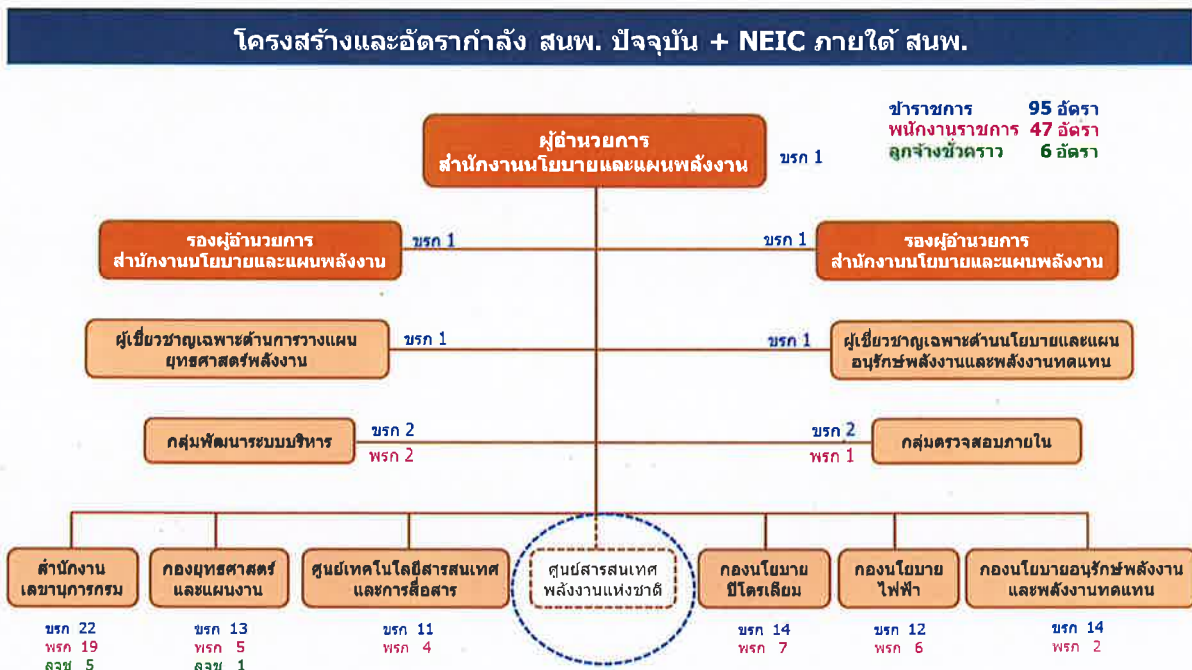 โครงสร้างและอัตรากำลัง สนพ. ปัจจุบัน + NEIC ภายใต้ สนพ.
ข้าราชการ 95 อัตรา
พนักงานราชการ 47 อัตรา
ลูกจ้างชั่วคราว 6 อัตรา
ผู้อำนวยการ
สำนักงานนโยบายและแผนพลังงาน
ขรก 1
รองผู้อำนวยการ
สำนักงานนโยบายและแผนพลังงาน
ขรก 1
ขรก 1
รองผู้อำนวยการ
สำนักงานนโยบายและแผนพลังงาน
ผู้เชี่ยวชาญเฉพาะด้านการวางแผน
ยุทธศาสตร์พลังงาน
ขรก 1
ขรก 1
ผู้เชี่ยวชาญเฉพาะด้านนโยบายและแผน
อนุรักษ์พลังงานและพลังงานทดแทน
กลุ่มพัฒนาระบบบริหาร
ขรก 2
พรก 2
ขรก 2
พรก 1
กลุ่มตรวจสอบภายใน
สำนักงาน
เลขานุการกรม
ขรก 22
พรก 19
ลจช 5
กองยุทธศาสตร์
และแผนงาน
ขรก 13
พรก 5
ลจช 1
ศูนย์เทคโนโลยีสารสนเทศ
และการสื่อสาร
ขรก 11
พรก 4
ศูนย์สารสนเทศ
พลังงานแห่งชาติ
กองนโยบาย
ปิโตรเลียม
ขรก 14
พรก 7
กองนโยบาย
ไฟฟ้า
ขรก 12
พรก 6
กองนโยบายอนุรักษ์พลังงาน
และพลังงานทดแทน
ขรก 14
พรก 2